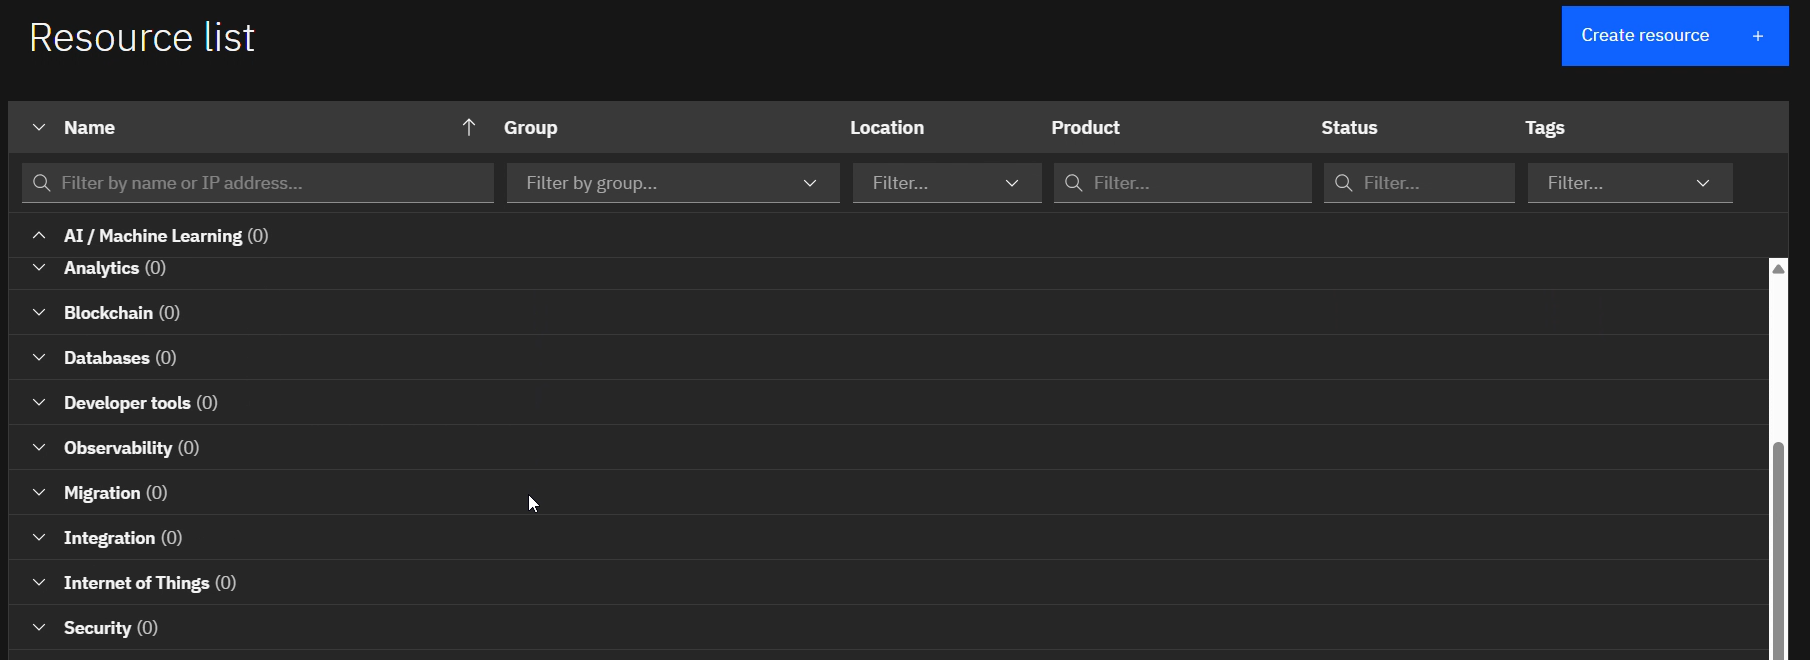 Resource list
Create resource +
Name Group Location Product Status Tags
Filter by name or IP address... Filter by group... Filter... Filter... Filter... Filter...
AI / Machine Learning (0)
Analytics (0)
Blockchain (0)
Databases (0)
Developer tools (0)
Observability (0)
Migration (0)
Integration (0)
Internet of Things (0)
Security (0)